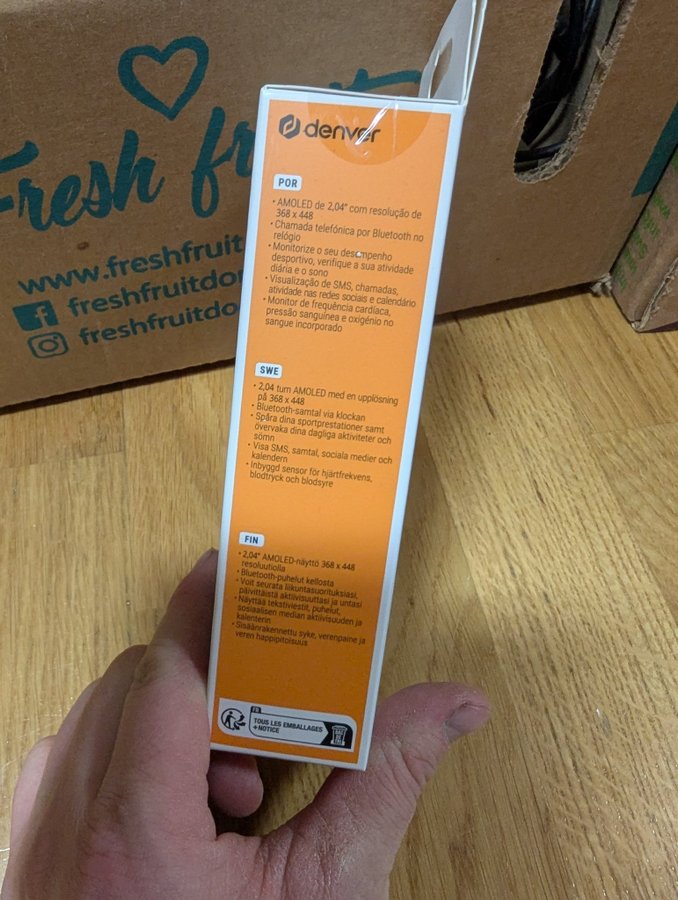 Fresh fr
www.freshfruit
freshfruitdo
freshfruitdo
denver
POR
• AMOLED de 2,04" com resolução de
368 x 448
• Chamada telefónica por Bluetooth no
relógio
• Monitorize o seu desempenho
desportivo, verifique a sua atividade
diária e o sono
• Visualização de SMS, chamadas,
atividade nas redes sociais e calendário
• Monitor de frequência cardíaca,
pressão sanguínea e oxigénio no
sangue incorporado
SWE
• 2,04 tum AMOLED med en upplösning
på 368 x 448
• Bluetooth-samtal via klockan
• Spåra dina sportprestationer samt
övervaka dina dagliga aktiviteter och
sömn
• Visa SMS, samtal, sociala medier och
kalendern
• Inbyggd sensor för hjärtfrekvens,
blodtryck och blodsyre
FIN
• 2,04" AMOLED-näyttö 368 x 448
resoluutiolla
• Bluetooth-puhelut kellosta
• Voit seurata liikuntasuorituksiasi,
päivittäistä aktiivisuuttasi ja untasi
• Näyttää tekstiviestit, puhelut,
sosiaalisen median aktiivisuuden ja
kalenterin
• Sisäänrakennettu syke, verenpaine ja
veren happipitoisuus
FR
TOUS LES EMBALLAGES
+NOTICE